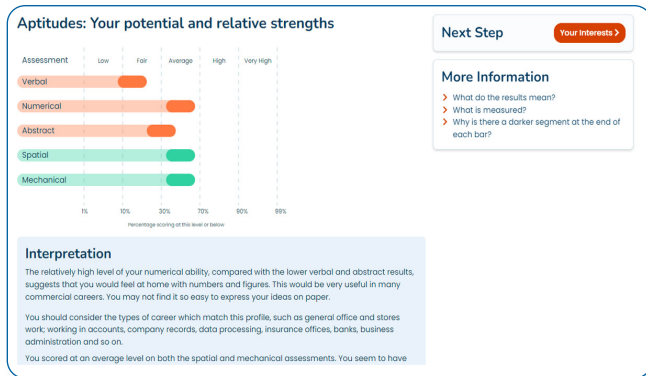 Aptitudes: Your potential and relative strengths
Assessment Low Fair Average High Very High
Verbal
Numerical
Abstract
Spatial
Mechanical
1% 10% 30% 70% 90% 99%
Percentage scoring at this level or below
Interpretation
The relatively high level of your numerical ability, compared with the lower verbal and abstract results,
suggests that you would feel at home with numbers and figures. This would be very useful in many
commercial careers. You may not find it so easy to express your ideas on paper.
You should consider the types of career which match this profile, such as general office and stores
work; working in accounts, company records, data processing, insurance offices, banks, business
administration and so on.
You scored at an average level on both the spatial and mechanical assessments. You seem to have
Next Step
Your Interests >
More Information
> What do the results mean?
> What is measured?
> Why is there a darker segment at the end of
each bar?